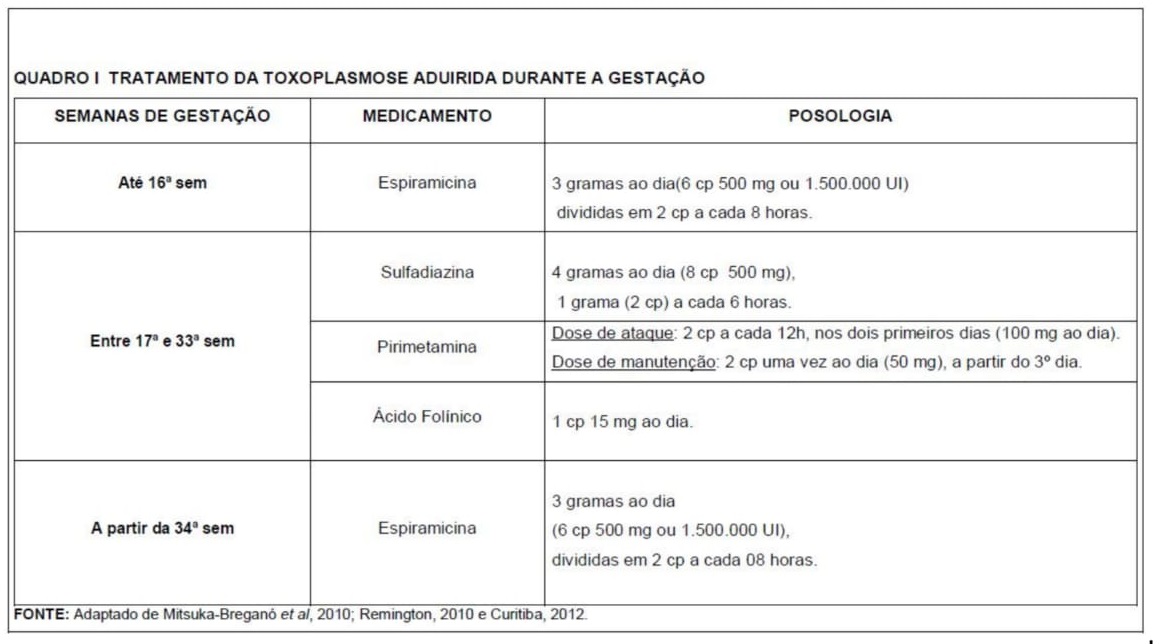 QUADRO I  TRATAMENTO DA TOXOPLASMOSE ADUIRIDA DURANTE A GESTAÇÃO
SEMANAS DE GESTAÇÃO MEDICAMENTO POSOLOGIA
Até 16ª sem Espiramicina 3 gramas ao dia(6 cp 500 mg ou 1.500.000 UI)
divididas em 2 cp a cada 8 horas.
Entre 17ª e 33ª sem
Sulfadiazina 4 gramas ao dia (8 cp  500 mg),
1 grama (2 cp) a cada 6 horas.
Pirimetamina Dose de ataque: 2 cp a cada 12h, nos dois primeiros dias (100 mg ao dia).
Dose de manutenção: 2 cp uma vez ao dia (50 mg), a partir do 3º dia.
Ácido Folínico 1 cp 15 mg ao dia.
A partir da 34ª sem Espiramicina 3 gramas ao dia
(6 cp 500 mg ou 1.500.000 UI),
divididas em 2 cp a cada 08 horas.
FONTE: Adaptado de Mitsuka-Breganó et al, 2010; Remington, 2010 e Curitiba, 2012.